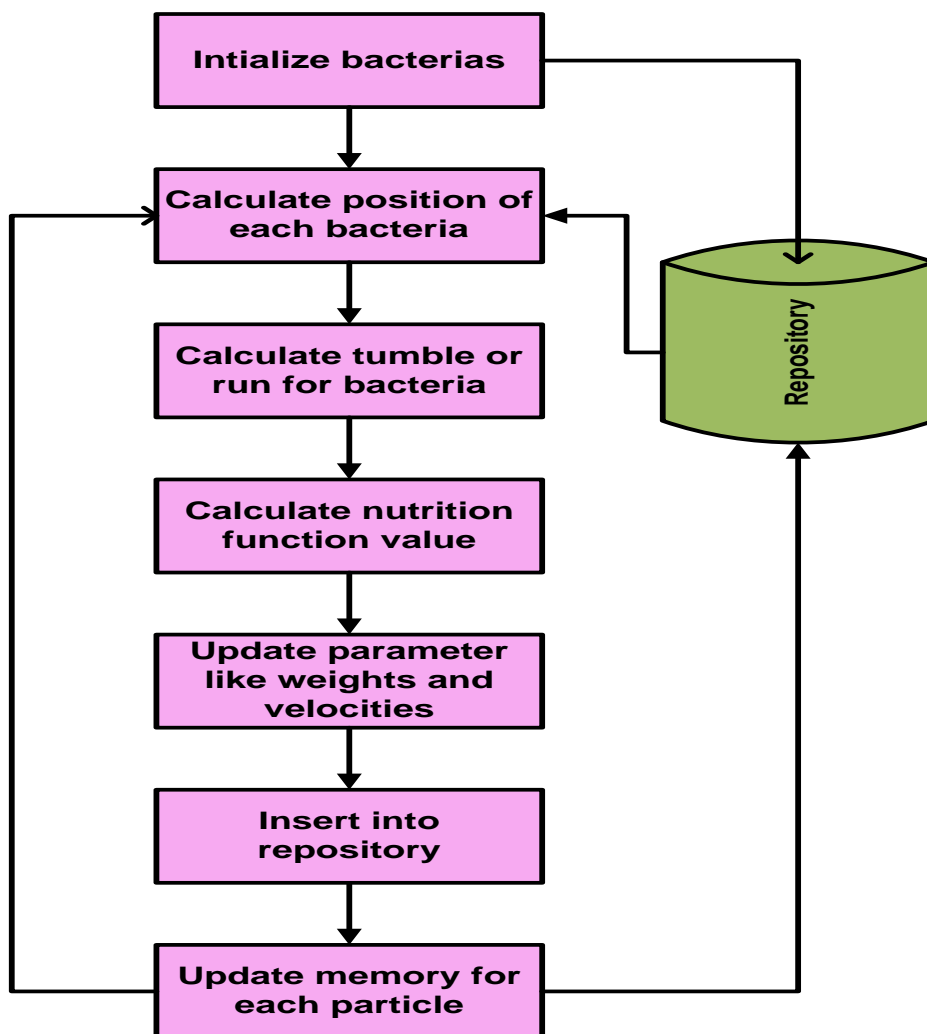 Intialize bacterias
Calculate position of
each bacteria
Repository
Calculate tumble or
run for bacteria
Calculate nutrition
function value
Update parameter
like weights and
velocities
Insert into
repository
Update memory for
each particle